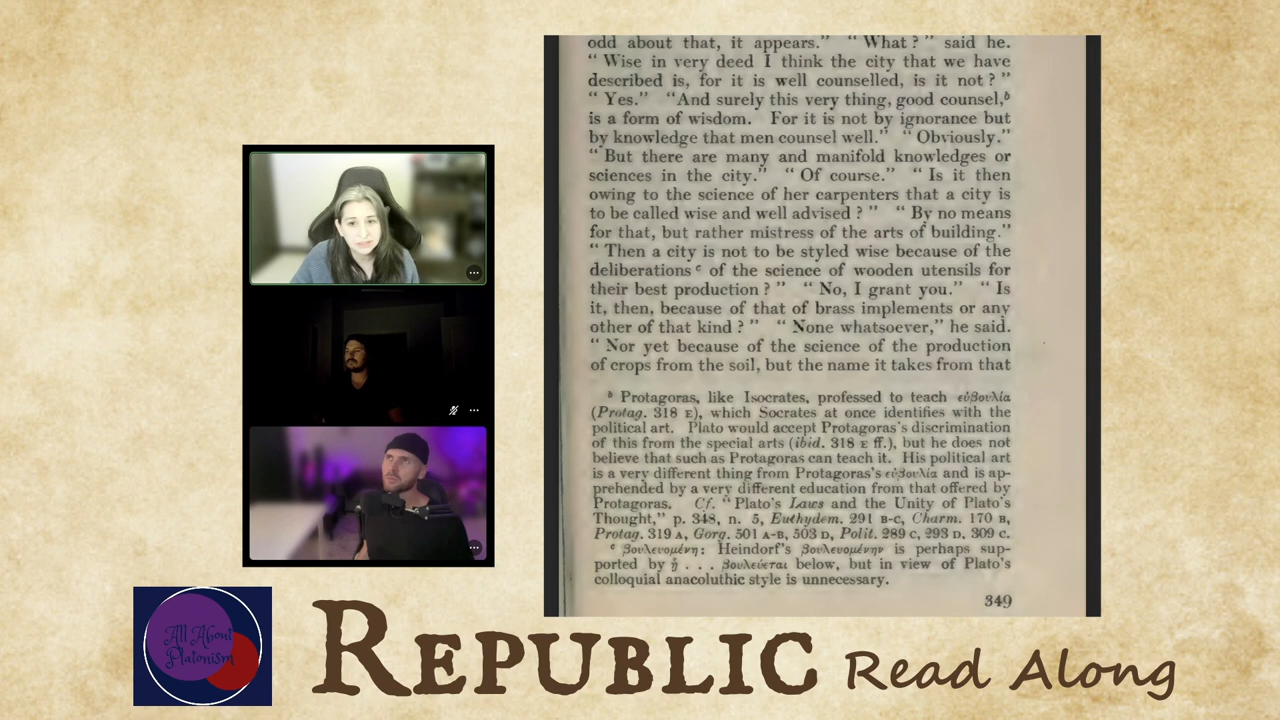 odd about that, it appears.” “ What ? ” said he.
“ Wise in very deed I think the city that we have
described is, for it is well counselled, is it not ? ”
“ Yes.” “And surely this very thing, good counsel,ᵇ
is a form of wisdom. For it is not by ignorance but
by knowledge that men counsel well.” “ Obviously.”
“ But there are many and manifold knowledges or
sciences in the city.” “ Of course.” “ Is it then
owing to the science of her carpenters that a city is
to be called wise and well advised ? ” “ By no means
for that, but rather mistress of the arts of building.”
“ Then a city is not to be styled wise because of the
deliberations ᶜ of the science of wooden utensils for
their best production ? ” “ No, I grant you.” “ Is
it, then, because of that of brass implements or any
other of that kind ? ” “ None whatsoever,” he said.
“ Nor yet because of the science of the production
of crops from the soil, but the name it takes from that
ᵇ Protagoras, like Isocrates, professed to teach εὐβουλία
(Protag. 318 E), which Socrates at once identifies with the
political art. Plato would accept Protagoras's discrimination
of this from the special arts (ibid. 318 E ff.), but he does not
believe that such as Protagoras can teach it. His political art
is a very different thing from Protagoras's εὐβουλία and is ap-
prehended by a very different education from that offered by
Protagoras. Cf. “ Plato's Laws and the Unity of Plato's
Thought,” p. 348, n. 5, Euthydem. 291 B-C, Charm. 170 B,
Protag. 319 A, Gorg. 501 A-B, 503 D, Polit. 289 C, 293 D, 309 C.
ᶜ βουλευομένη: Heindorf's βουλευομένην is perhaps sup-
ported by ᾗ . . . βουλεύεται below, but in view of Plato's
colloquial anacoluthic style is unnecessary.
349
All About
Platonism
REPUBLIC Read Along